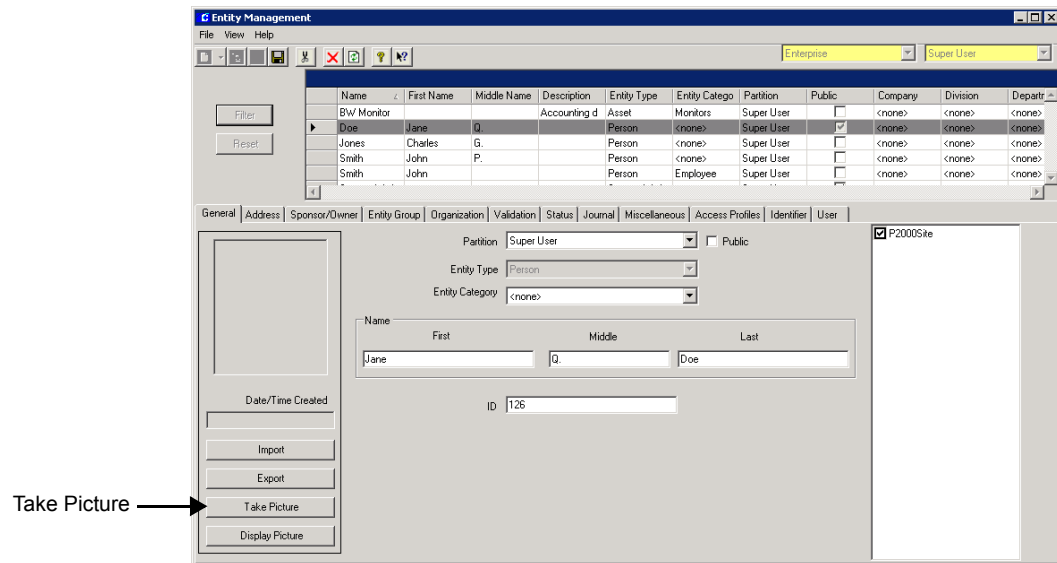 Entity Management
File View Help
Enterprise Super User
Name First Name Middle Name Description Entity Type Entity Catego Partition Public Company Division Departr
BW Monitor Accounting d Asset Monitors Super User <none> <none> <none>
Doe Jane Q. Person <none> Super User <none> <none> <none>
Jones Charles G. Person <none> Super User <none> <none> <none>
Smith John P. Person <none> Super User <none> <none> <none>
Smith John Person Employee Super User <none> <none> <none>
Filter
Reset
General Address Sponsor/Owner Entity Group Organization Validation Status Journal Miscellaneous Access Profiles Identifier User
Partition Super User Public
P2000Site
Entity Type Person
Entity Category <none>
Name
First Middle Last
Jane Q. Doe
Date/Time Created
ID 126
Import
Export
Take Picture Take Picture
Display Picture